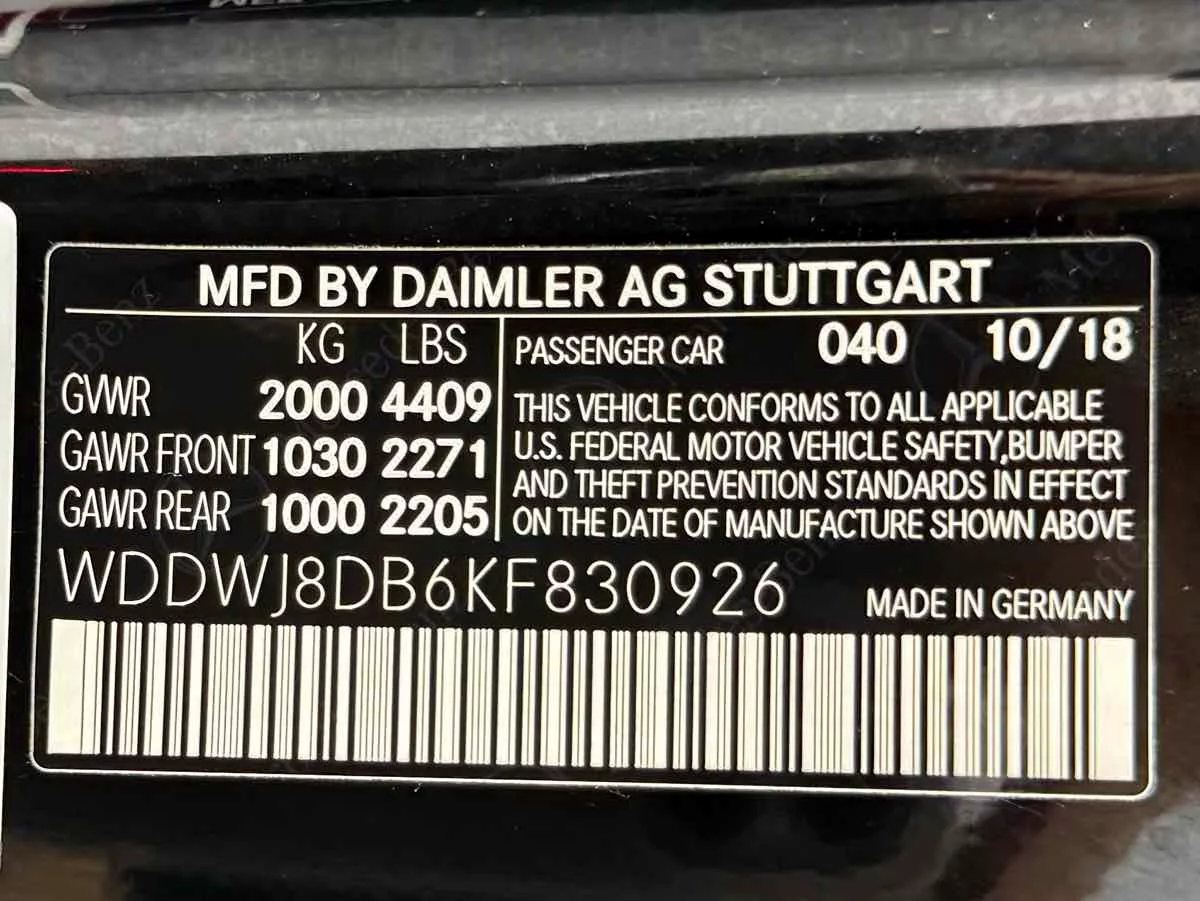 MFD BY DAIMLER AG STUTTGART
KG LBS
GVWR 2000 4409
GAWR FRONT 1030 2271
GAWR REAR 1000 2205
PASSENGER CAR 040 10/18
THIS VEHICLE CONFORMS TO ALL APPLICABLE
U.S. FEDERAL MOTOR VEHICLE SAFETY,BUMPER
AND THEFT PREVENTION STANDARDS IN EFFECT
ON THE DATE OF MANUFACTURE SHOWN ABOVE
WDDWJ8DB6KF830926
MADE IN GERMANY